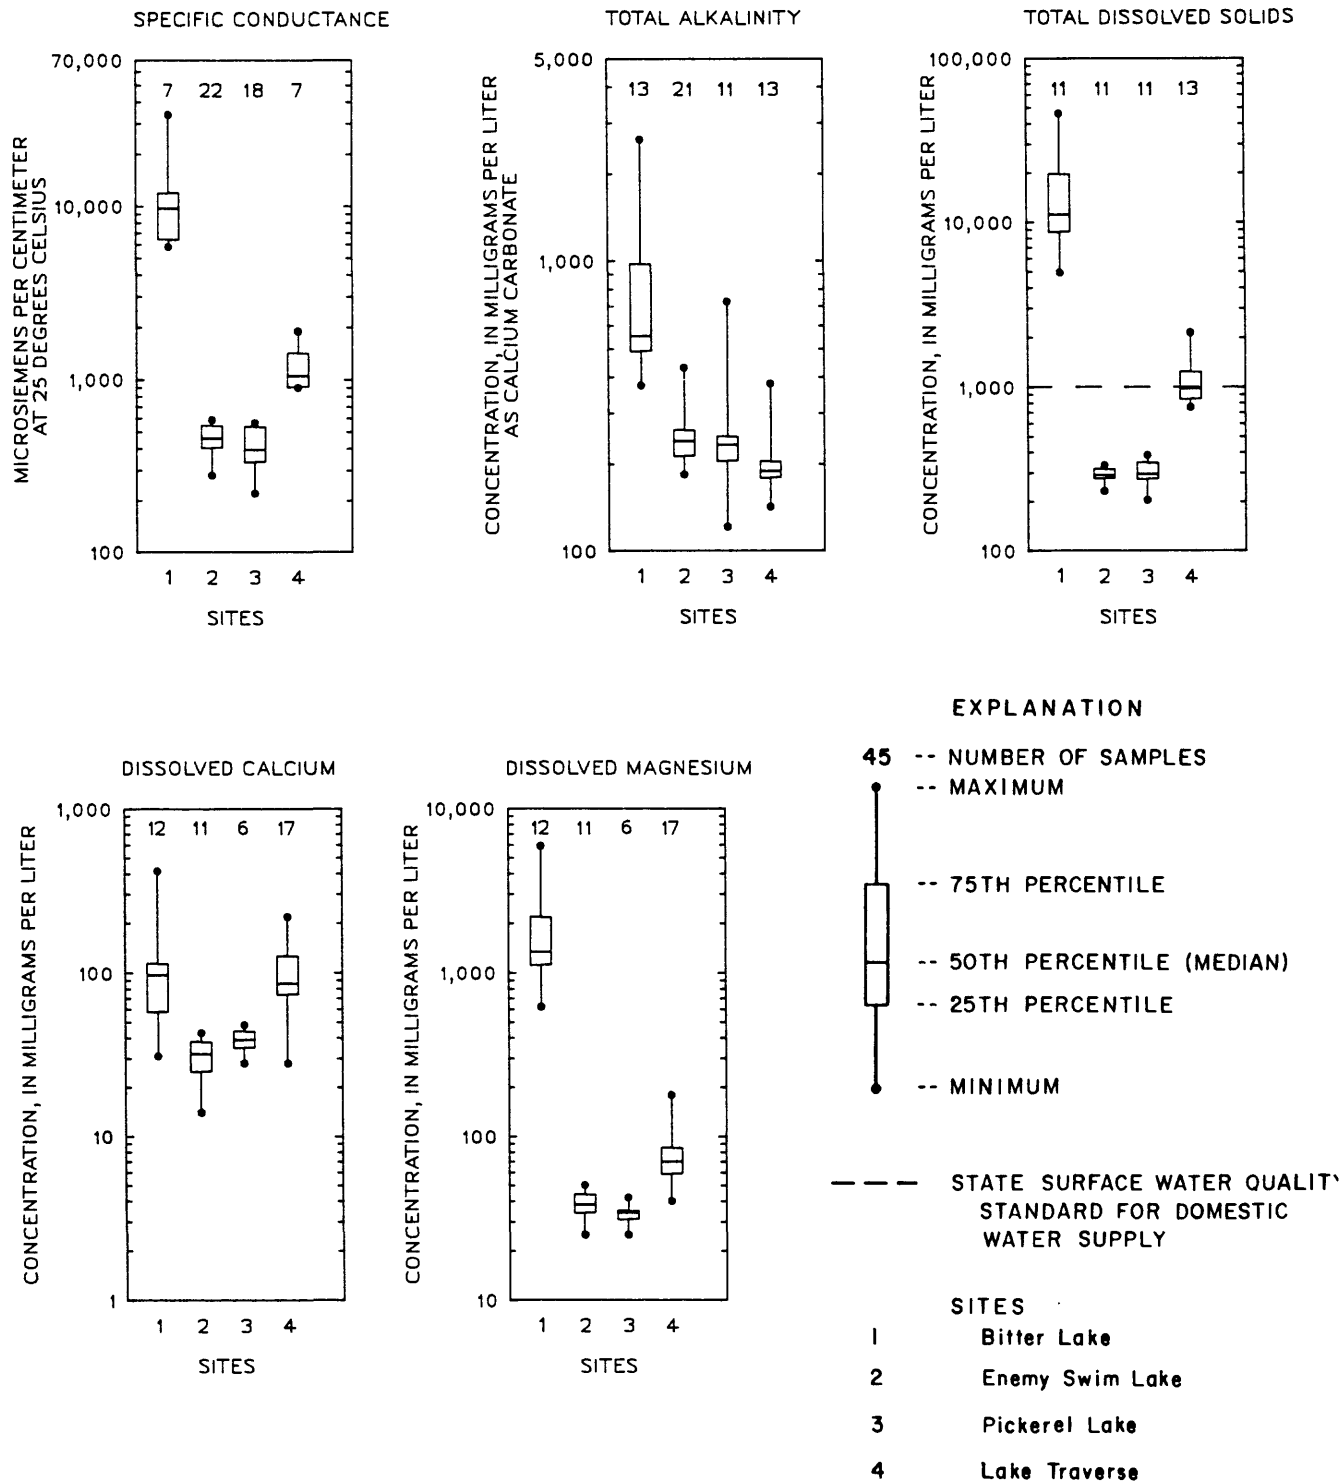 SPECIFIC CONDUCTANCE
MICROSIEMENS PER CENTIMETER
AT 25 DEGREES CELSIUS
70,000
10,000
1,000
100
7 22 18 7
1 2 3 4
SITES
TOTAL ALKALINITY
CONCENTRATION, IN MILLIGRAMS PER LITER
AS CALCIUM CARBONATE
5,000
1,000
100
13 21 11 13
1 2 3 4
SITES
TOTAL DISSOLVED SOLIDS
CONCENTRATION, IN MILLIGRAMS PER LITER
100,000
10,000
1,000
100
11 11 11 13
1 2 3 4
SITES
DISSOLVED CALCIUM
CONCENTRATION, IN MILLIGRAMS PER LITER
1,000
100
10
1
12 11 6 17
1 2 3 4
SITES
DISSOLVED MAGNESIUM
CONCENTRATION, IN MILLIGRAMS PER LITER
10,000
1,000
100
10
12 11 6 17
1 2 3 4
SITES
EXPLANATION
45 -- NUMBER OF SAMPLES
-- MAXIMUM
-- 75TH PERCENTILE
-- 50TH PERCENTILE (MEDIAN)
-- 25TH PERCENTILE
-- MINIMUM
STATE SURFACE WATER QUALITY
STANDARD FOR DOMESTIC
WATER SUPPLY
SITES
1 Bitter Lake
2 Enemy Swim Lake
3 Pickerel Lake
4 Lake Traverse